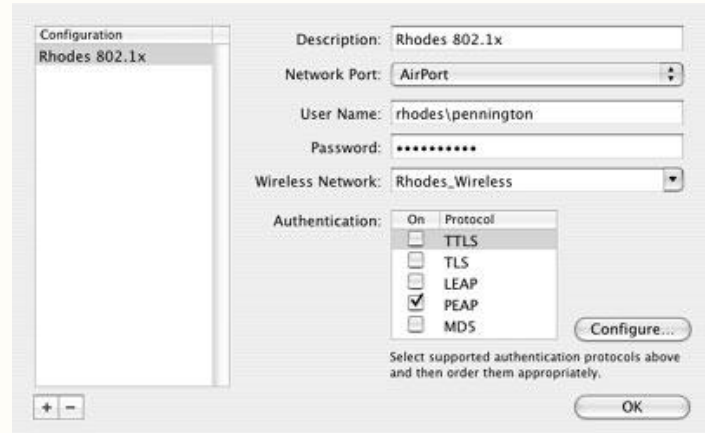 Configuration
Rhodes 802.1x
Description: Rhodes 802.1x
Network Port: AirPort
User Name: rhodes\pennington
Password: ••••••••••
Wireless Network: Rhodes_Wireless
Authentication:
On Protocol
TTLS
TLS
LEAP
PEAP
MD5
Configure...
Select supported authentication protocols above
and then order them appropriately.
+ −
OK